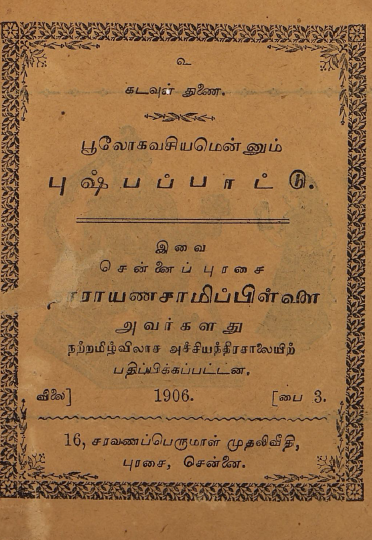 உ
கடவுள் துணை.
பூலோகவசியமென்னும்
புஷ்பப்பாட்டு.
இவை
சென்னைப்புரசை
நாராயணசாமிப்பிள்ளை
அவர்களது
நற்றமிழ்விலாச அச்சியந்திரசாலையிற்
பதிப்பிக்கப்பட்டன.
விலை] 1906. [பை 3.
16, சரவணப்பெருமாள் முதலிவீதி,
புரசை, சென்னை.